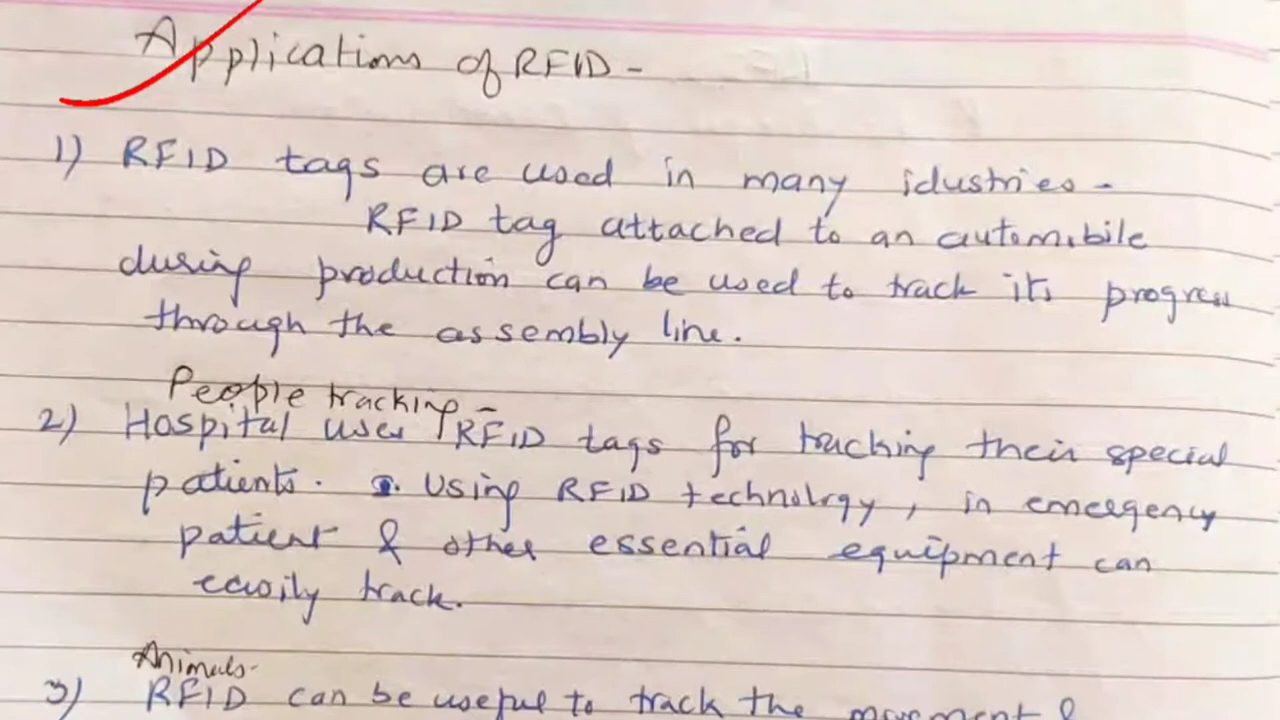 Applications of RFID -
1) RFID tags are used in many idustries -
RFID tag attached to an automobile
during production can be used to track its progress
through the assembly line.
People tracking -
2) Hospital uses RFID tags for tracking their special
patients. Using RFID technology, in emergency
patient & other essential equipment can
easily track.
Animals -
3) RFID can be useful to track the movement &